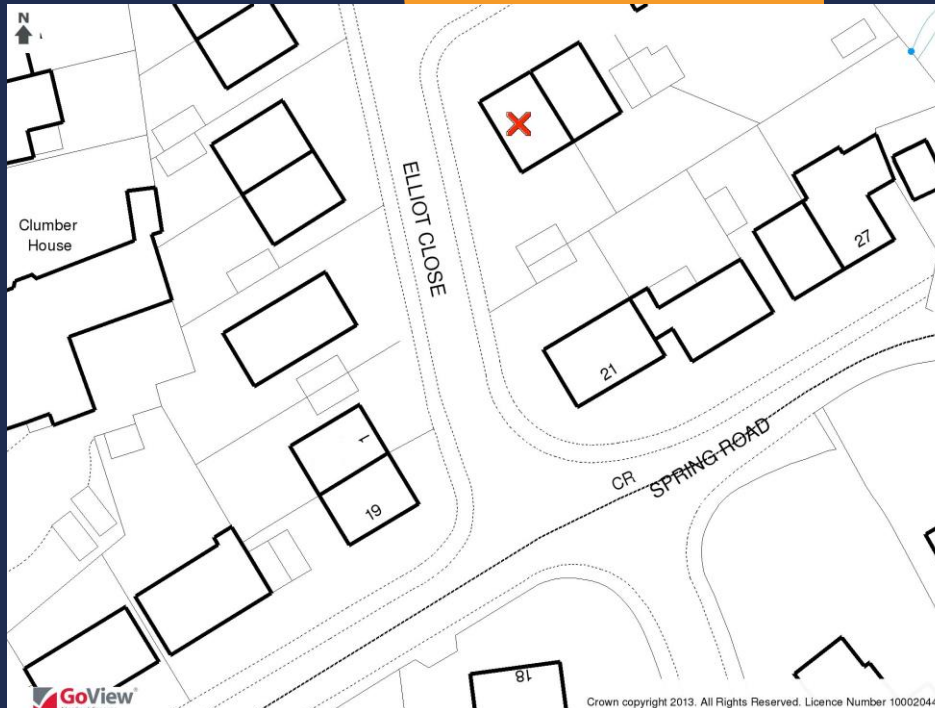 N
ELLIOT CLOSE
Clumber
House
27
21
1
19
CR
SPRING ROAD
18
GoView
Crown copyright 2013. All Rights Reserved. Licence Number 10002044